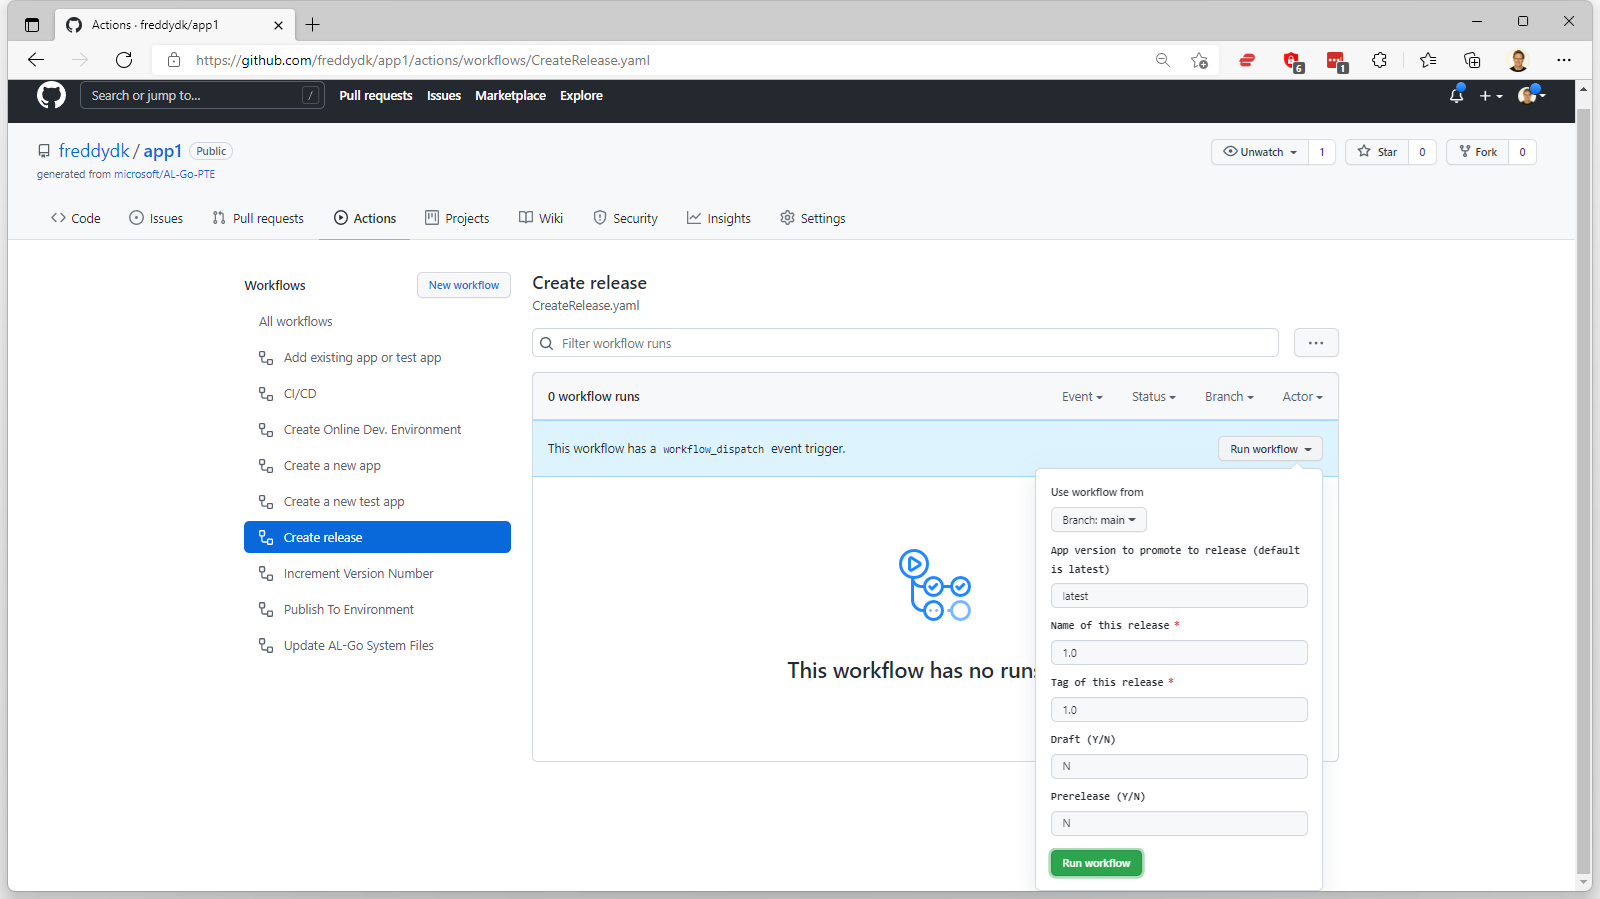 Actions · freddydk/app1
https://github.com/freddydk/app1/actions/workflows/CreateRelease.yaml
6
1
Search or jump to...
/
Pull requests
Issues
Marketplace
Explore
freddydk / app1
Public
Unwatch
1
Star
0
Fork
0
generated from microsoft/AL-Go-PTE
Code
Issues
Pull requests
Actions
Projects
Wiki
Security
Insights
Settings
Workflows
New workflow
All workflows
Add existing app or test app
CI/CD
Create Online Dev. Environment
Create a new app
Create a new test app
Create release
Increment Version Number
Publish To Environment
Update AL-Go System Files
Create release
CreateRelease.yaml
Filter workflow runs
0 workflow runs
Event
Status
Branch
Actor
This workflow has a workflow_dispatch event trigger.
Run workflow
This workflow has no runs
Use workflow from
Branch: main
App version to promote to release (default
is latest)
latest
Name of this release *
1.0
Tag of this release *
1.0
Draft (Y/N)
N
Prerelease (Y/N)
N
Run workflow